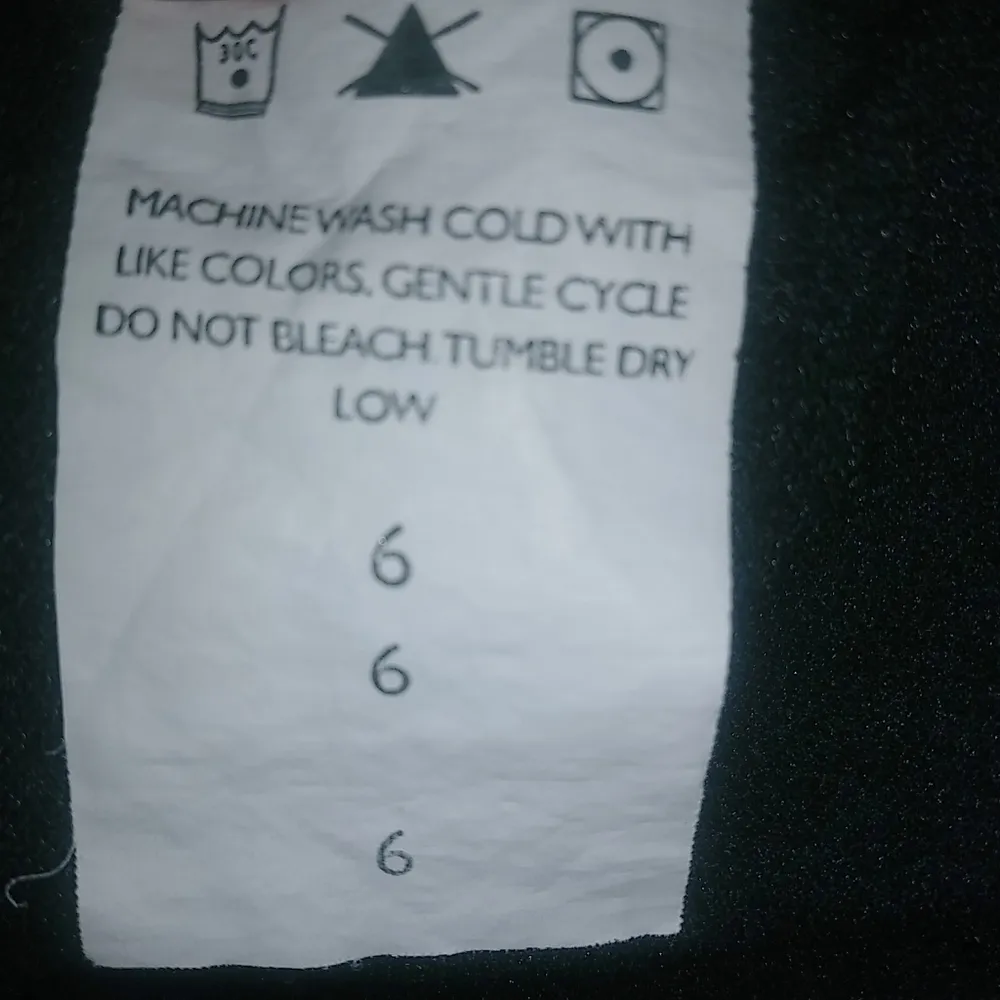 30C
MACHINE WASH COLD WITH
LIKE COLORS. GENTLE CYCLE
DO NOT BLEACH. TUMBLE DRY
LOW
6
6
6